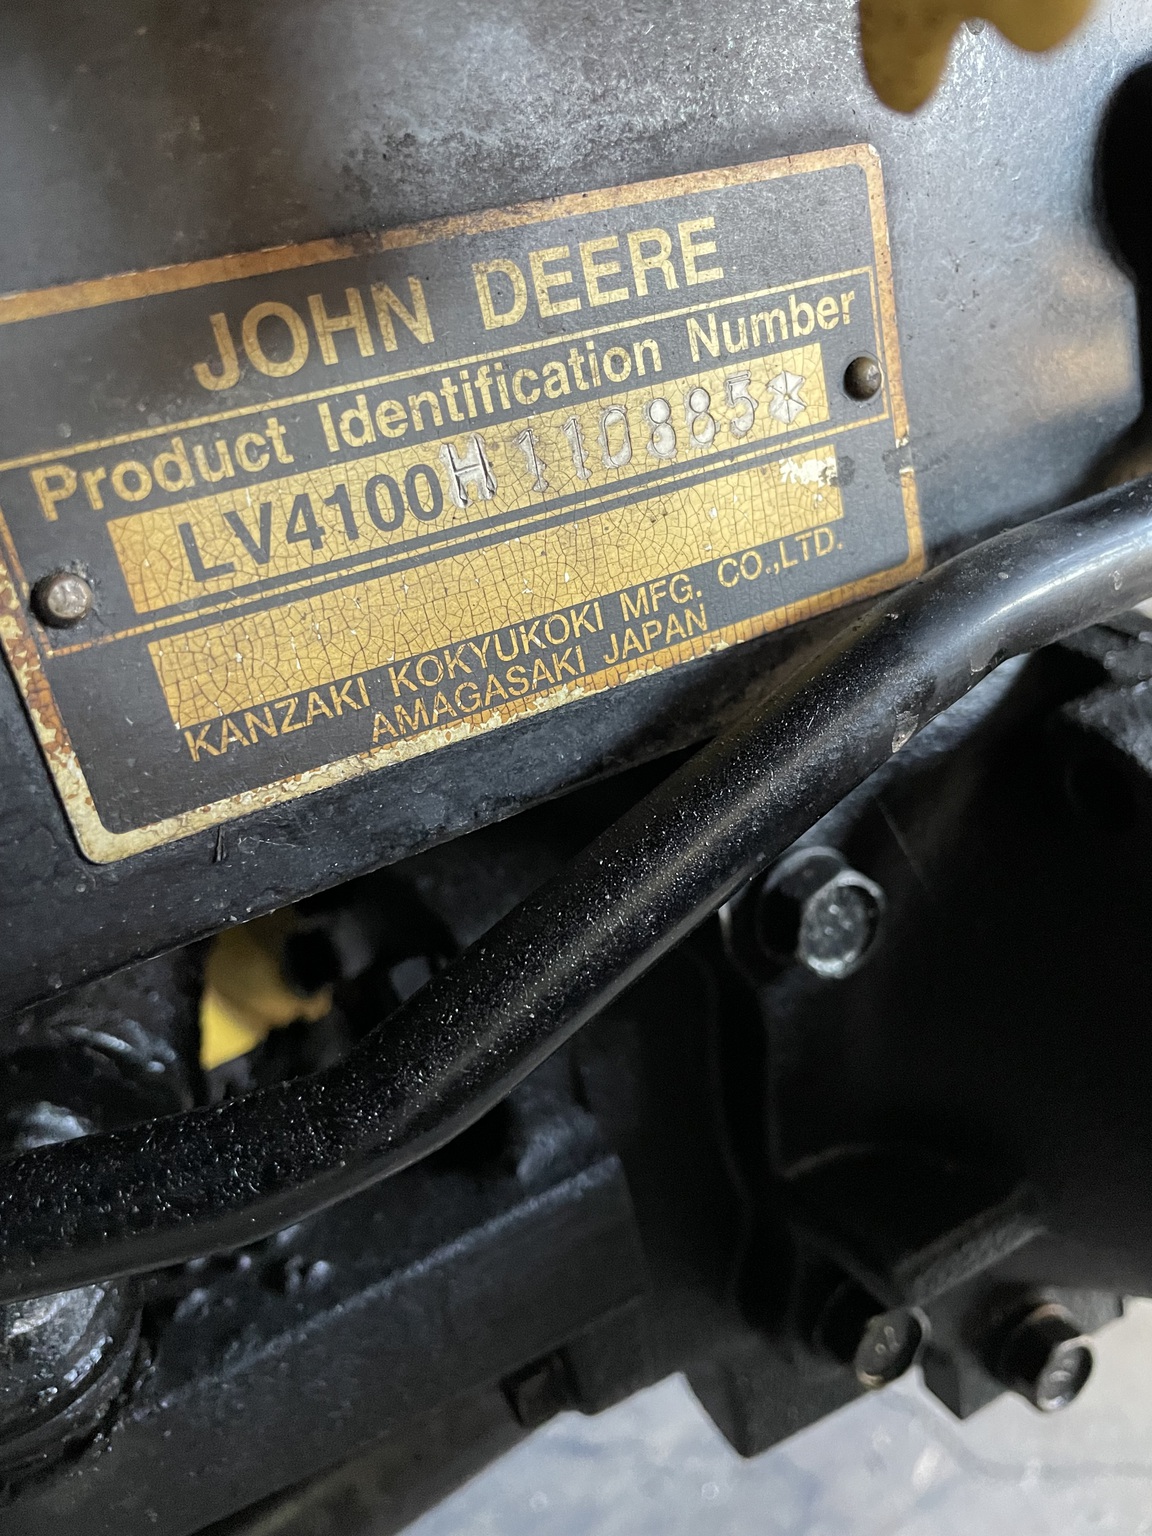 JOHN DEERE
Product Identification Number
LV4100H110885*
KANZAKI KOKYUKOKI MFG. CO.,LTD.
AMAGASAKI JAPAN